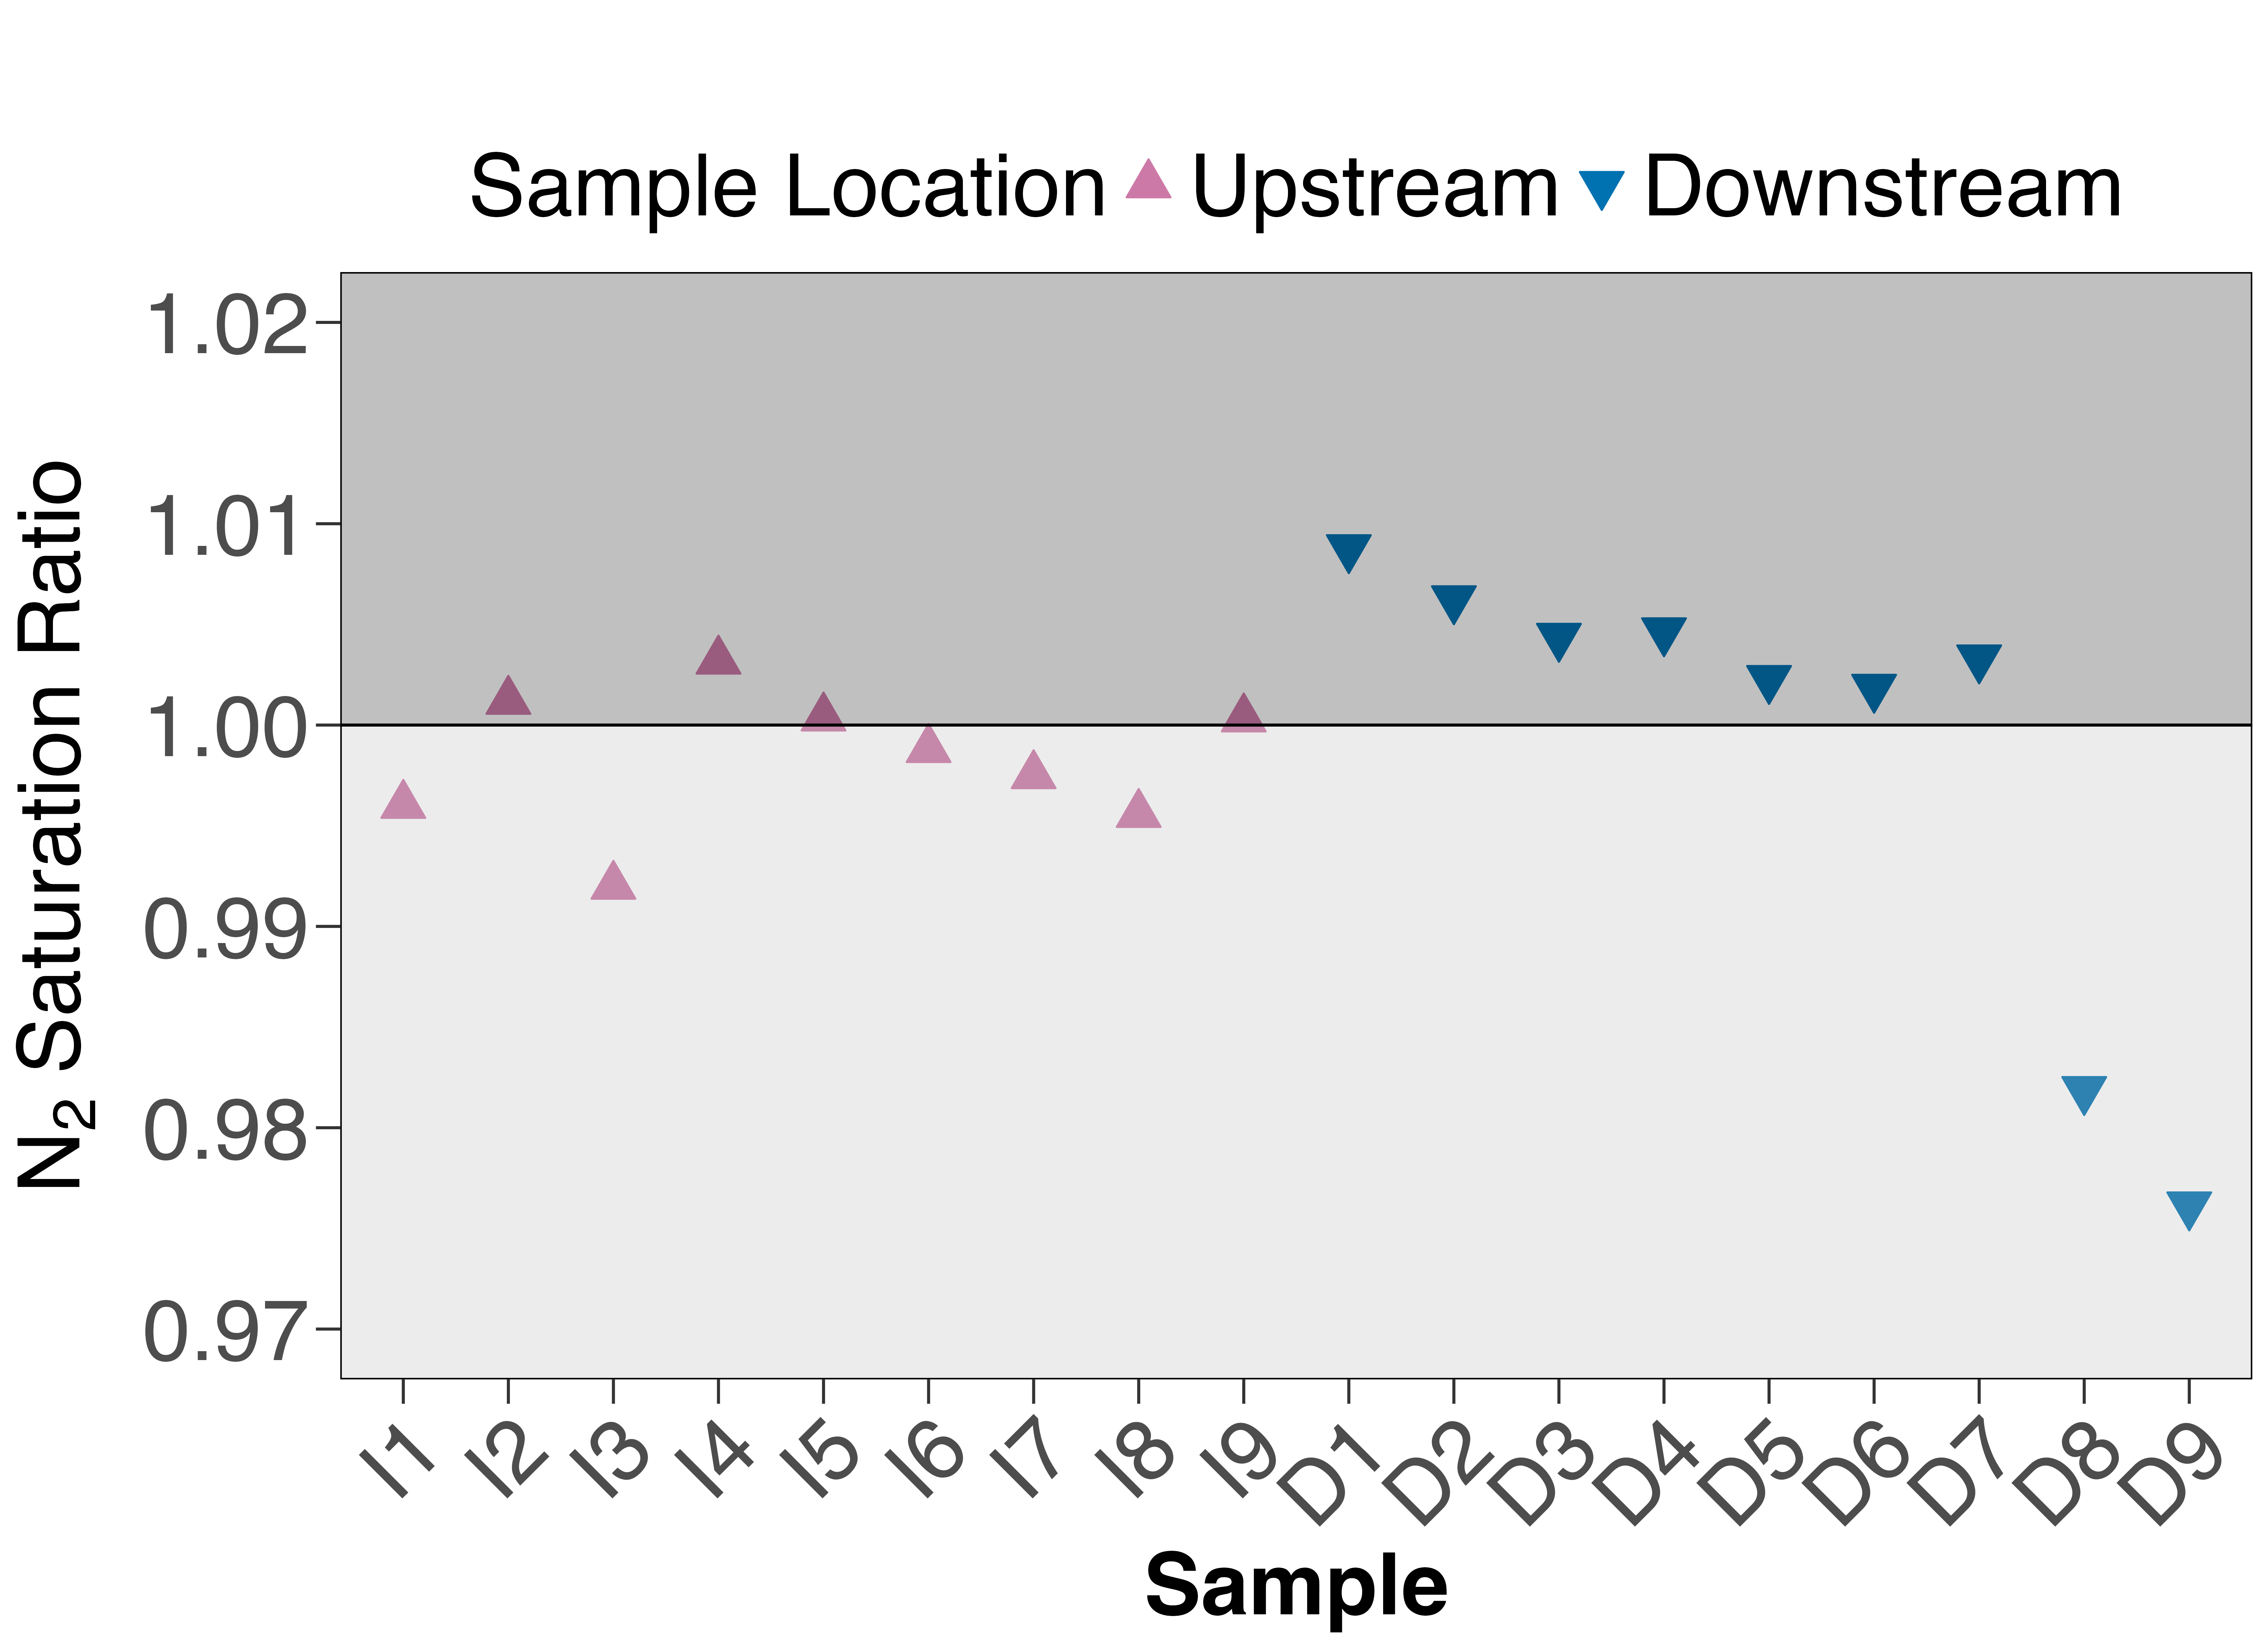 Sample Location Upstream Downstream
N₂ Saturation Ratio
1.02
1.01
1.00
0.99
0.98
0.97
I1 I2 I3 I4 I5 I6 I7 I8 I9 D1 D2 D3 D4 D5 D6 D7 D8 D9
Sample